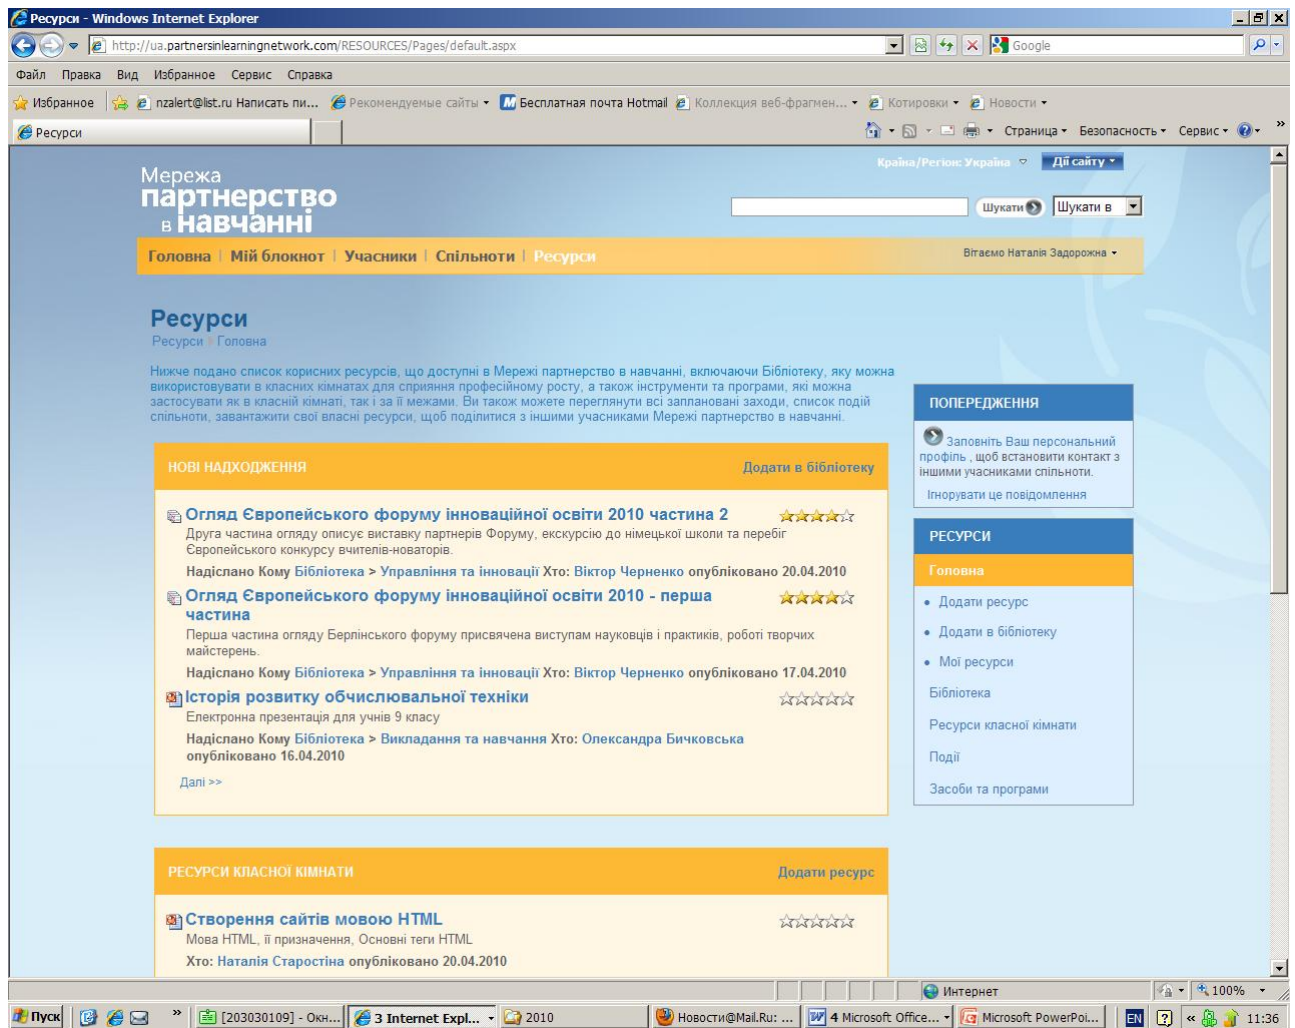 Ресурси - Windows Internet Explorer
http://ua.partnersinlearningnetwork.com/RESOURCES/Pages/default.aspx
Google
Файл Правка Вид Избранное Сервис Справка
Избранное nzalert@list.ru Написать пи... Рекомендуемые сайты Бесплатная почта Hotmail Коллекция веб-фрагмен... Котировки Новости
Ресурси
Страница Безопасность Сервис »
Країна/Регіон: Україна Дії сайту
Мережа
партнерство
в навчанні
Шукати Шукати в
Головна | Мій блокнот | Учасники | Спільноти | Ресурси
Вітаємо Наталія Задорожна
Ресурси
Ресурси Головна
Нижче подано список корисних ресурсів, що доступні в Мережі партнерство в навчанні, включаючи Бібліотеку, яку можна
використовувати в класних кімнатах для сприяння професійному росту, а також інструменти та програми, які можна
застосувати як в класній кімнаті, так і за її межами. Ви також можете переглянути всі заплановані заходи, список подій
спільноти, завантажити свої власні ресурси, щоб поділитися з іншими учасниками Мережі партнерство в навчанні.
НОВІ НАДХОДЖЕННЯ Додати в бібліотеку
Огляд Європейського форуму інноваційної освіти 2010 частина 2
Друга частина огляду описує виставку партнерів Форуму, екскурсію до німецької школи та перебіг
Європейського конкурсу вчителів-новаторів.
Надіслано Кому Бібліотека > Управління та інновації Хто: Віктор Черненко опубліковано 20.04.2010
Огляд Європейського форуму інноваційної освіти 2010 - перша
частина
Перша частина огляду Берлінського форуму присвячена виступам науковців і практиків, роботі творчих
майстерень.
Надіслано Кому Бібліотека > Управління та інновації Хто: Віктор Черненко опубліковано 17.04.2010
Історія розвитку обчислювальної техніки
Електронна презентація для учнів 9 класу
Надіслано Кому Бібліотека > Викладання та навчання Хто: Олександра Бичковська
опубліковано 16.04.2010
Далі >>
РЕСУРСИ КЛАСНОЇ КІМНАТИ Додати ресурс
Створення сайтів мовою HTML
Мова HTML, її призначення, Основні теги HTML
Хто: Наталія Старостіна опубліковано 20.04.2010
ПОПЕРЕДЖЕННЯ
Заповніть Ваш персональний
профіль , щоб встановити контакт з
іншими учасниками спільноти.
Ігнорувати це повідомлення
РЕСУРСИ
Головна
• Додати ресурс
• Додати в бібліотеку
• Мої ресурси
Бібліотека
Ресурси класної кімнати
Події
Засоби та програми
Интернет 100%
Пуск » [203030109] - Окн... 3 Internet Expl... 2010 Новости@Mail.Ru: ... 4 Microsoft Office... Microsoft PowerPoi... EN « 11:36